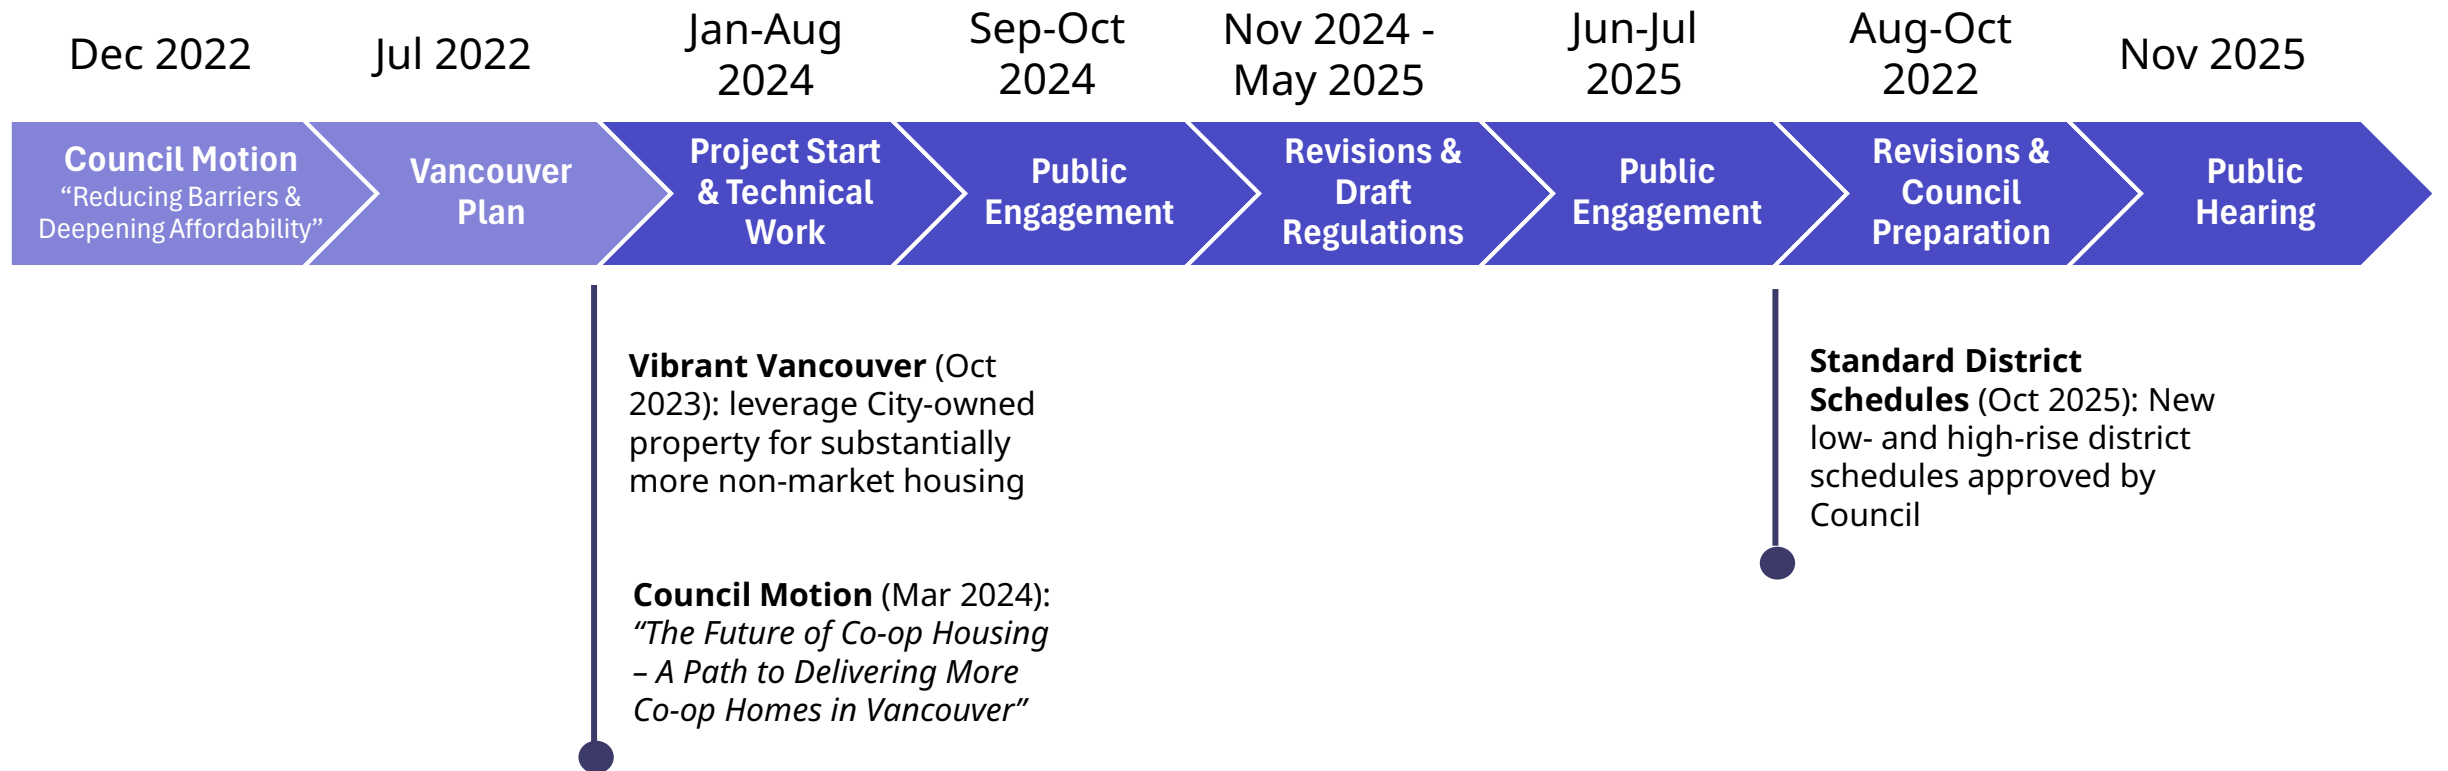 Dec 2022
Jul 2022
Jan-Aug
2024
Sep-Oct
2024
Nov 2024 -
May 2025
Jun-Jul
2025
Aug-Oct
2022
Nov 2025
Council Motion
“Reducing Barriers &
Deepening Affordability”
Vancouver
Plan
Project Start
& Technical
Work
Public
Engagement
Revisions &
Draft
Regulations
Public
Engagement
Revisions &
Council
Preparation
Public
Hearing
Vibrant Vancouver (Oct
2023): leverage City-owned
property for substantially
more non-market housing
Council Motion (Mar 2024):
“The Future of Co-op Housing
– A Path to Delivering More
Co-op Homes in Vancouver”
Standard District
Schedules (Oct 2025): New
low- and high-rise district
schedules approved by
Council